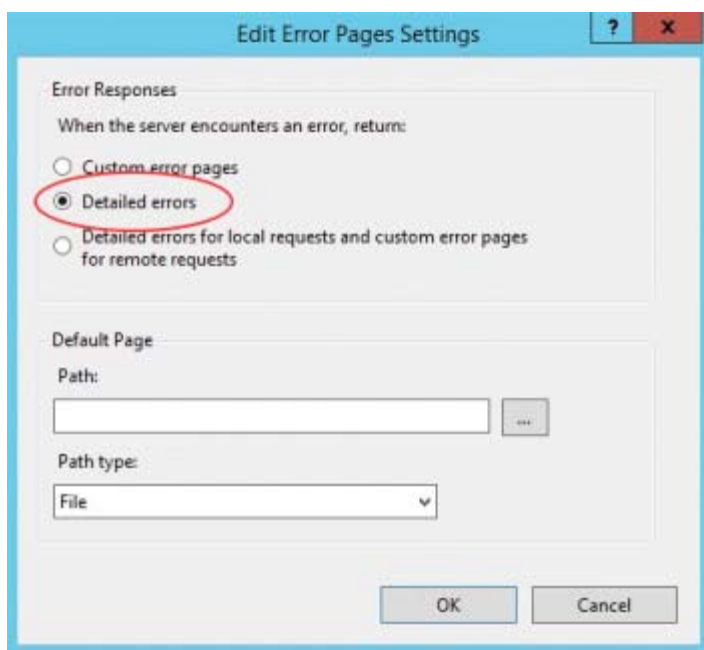 Edit Error Pages Settings
?
x
Error Responses
When the server encounters an error, return:
Custom error pages
Detailed errors
Detailed errors for local requests and custom error pages
for remote requests
Default Page
Path:
...
Path type:
File
OK
Cancel